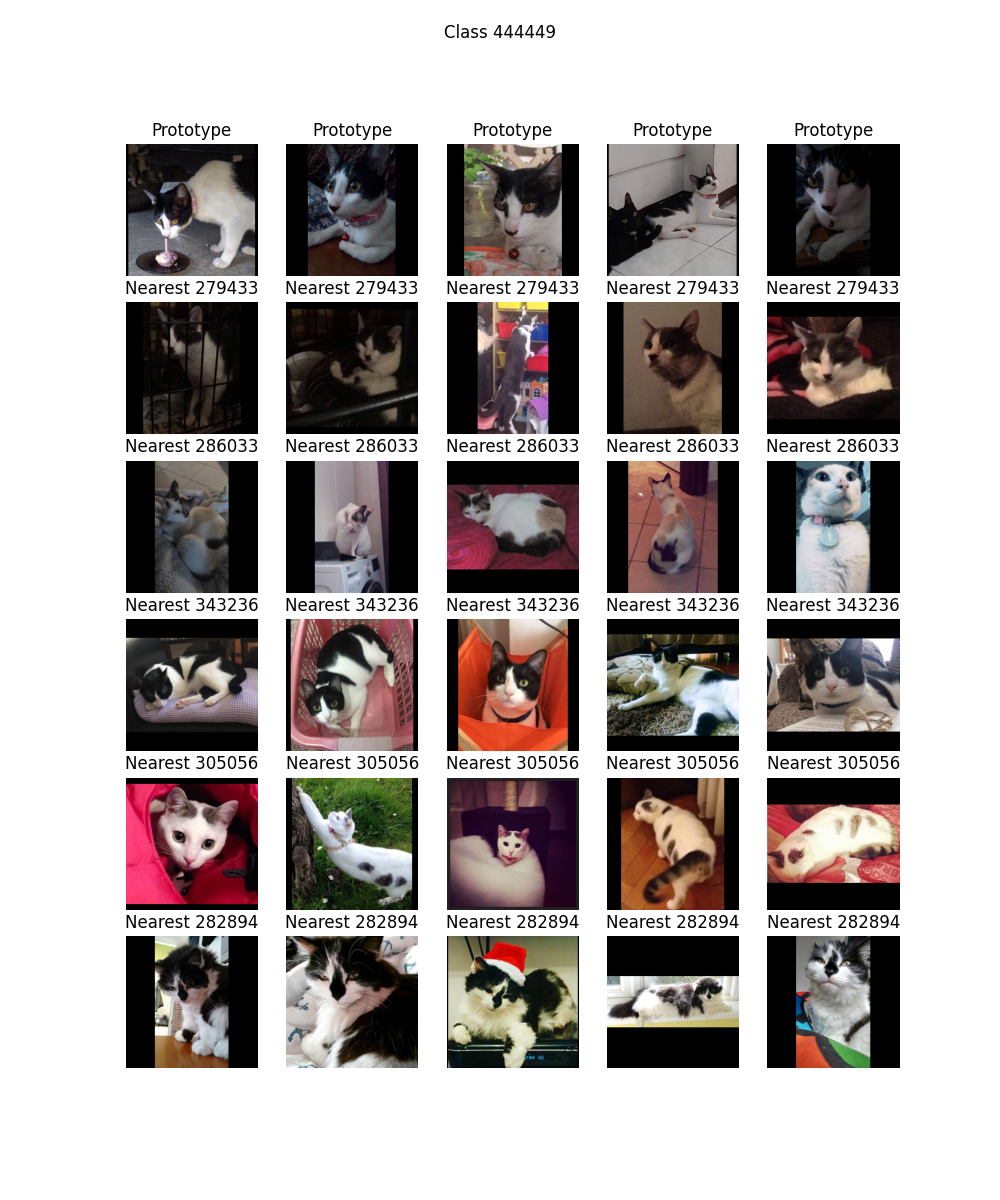 Class 444449
Prototype Prototype Prototype Prototype Prototype
Nearest 279433 Nearest 279433 Nearest 279433 Nearest 279433 Nearest 279433
Nearest 286033 Nearest 286033 Nearest 286033 Nearest 286033 Nearest 286033
Nearest 343236 Nearest 343236 Nearest 343236 Nearest 343236 Nearest 343236
Nearest 305056 Nearest 305056 Nearest 305056 Nearest 305056 Nearest 305056
Nearest 282894 Nearest 282894 Nearest 282894 Nearest 282894 Nearest 282894